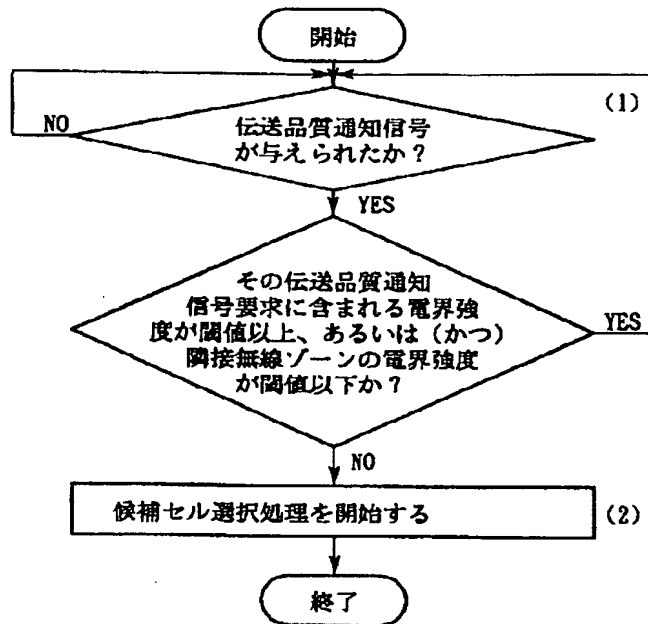 開始
(1)
NO
伝送品質通知信号
が与えられたか？
YES
その伝送品質通知
信号要求に含まれる電界強
度が閾値以上、あるいは（かつ）
隣接無線ゾーンの電界強度
が閾値以下か？
YES
NO
候補セル選択処理を開始する
(2)
終了